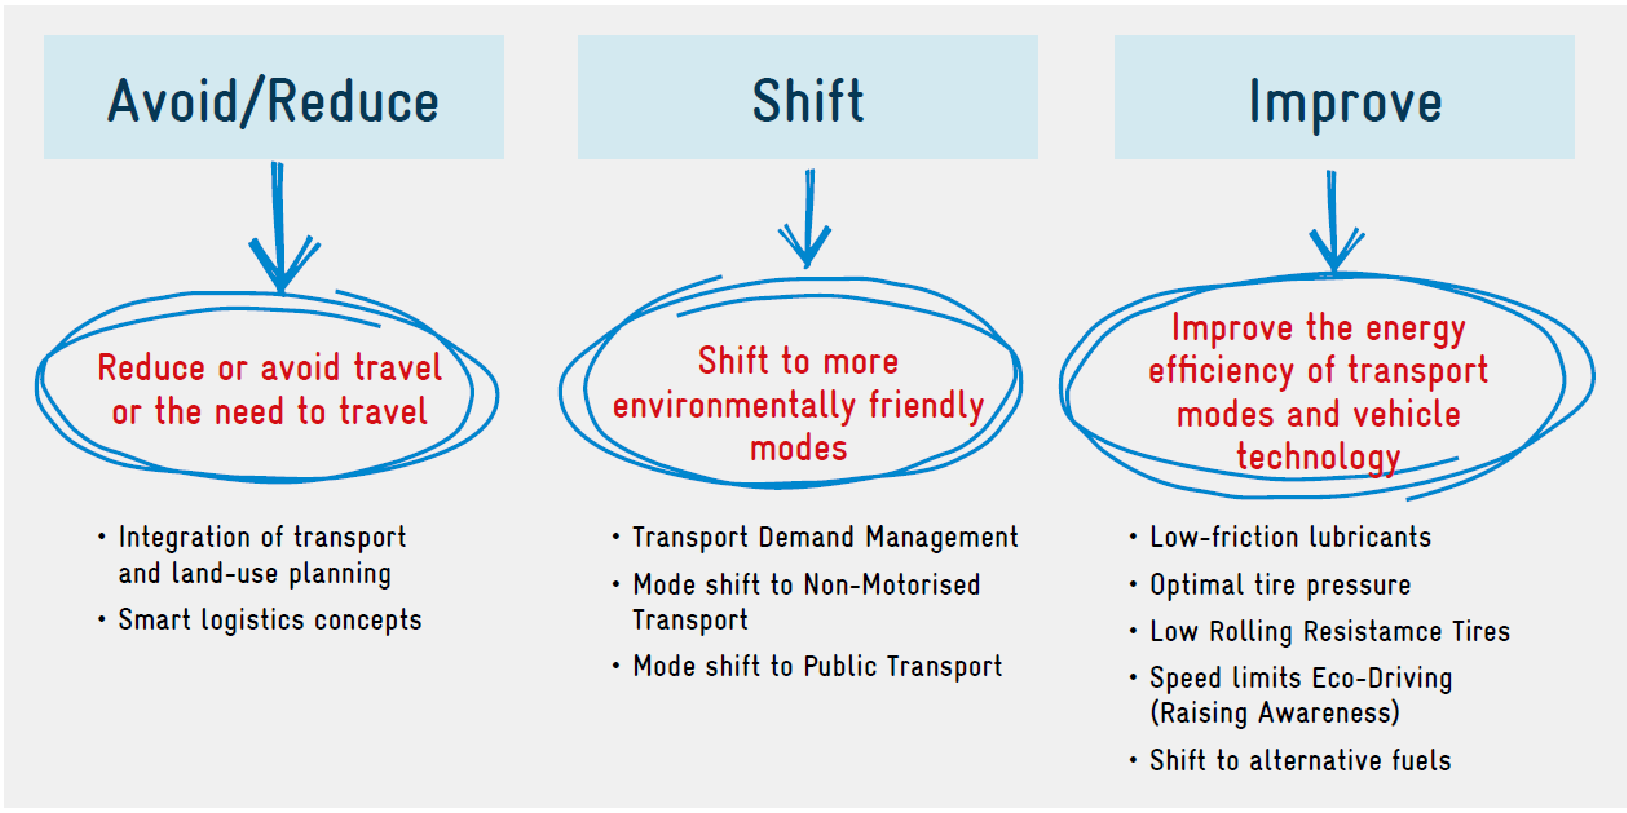 Avoid/Reduce
Reduce or avoid travel
or the need to travel
• Integration of transport
and land-use planning
• Smart logistics concepts
Shift
Shift to more
environmentally friendly
modes
• Transport Demand Management
• Mode shift to Non-Motorised
Transport
• Mode shift to Public Transport
Improve
Improve the energy
efficiency of transport
modes and vehicle
technology
• Low-friction lubricants
• Optimal tire pressure
• Low Rolling Resistamce Tires
• Speed limits Eco-Driving
(Raising Awareness)
• Shift to alternative fuels